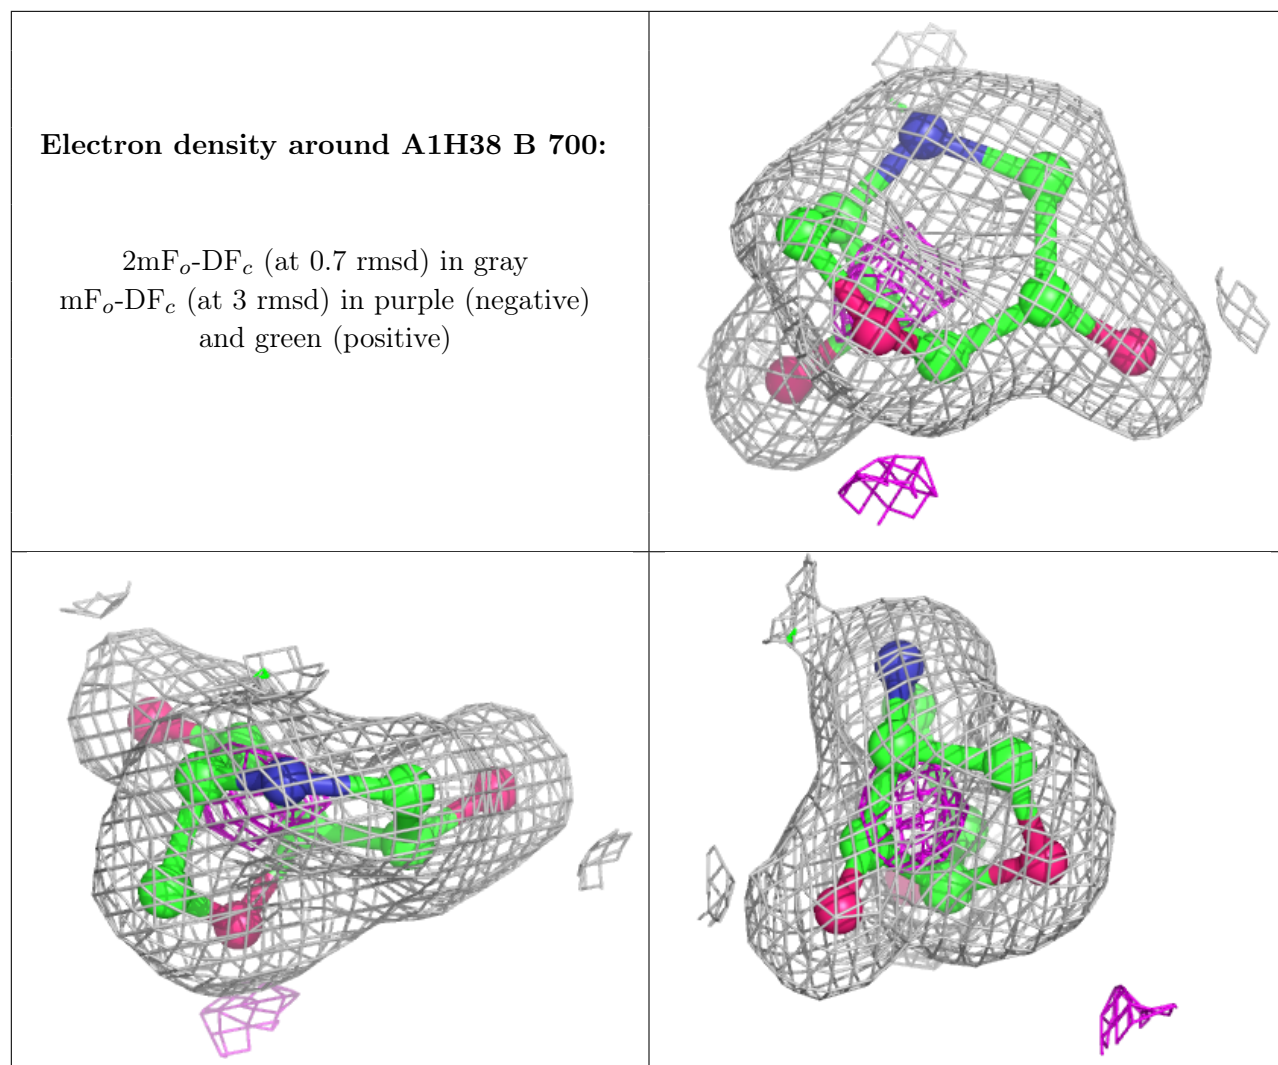 Electron density around A1H38 B 700:
2mFo-DFc (at 0.7 rmsd) in gray
mFo-DFc (at 3 rmsd) in purple (negative)
and green (positive)